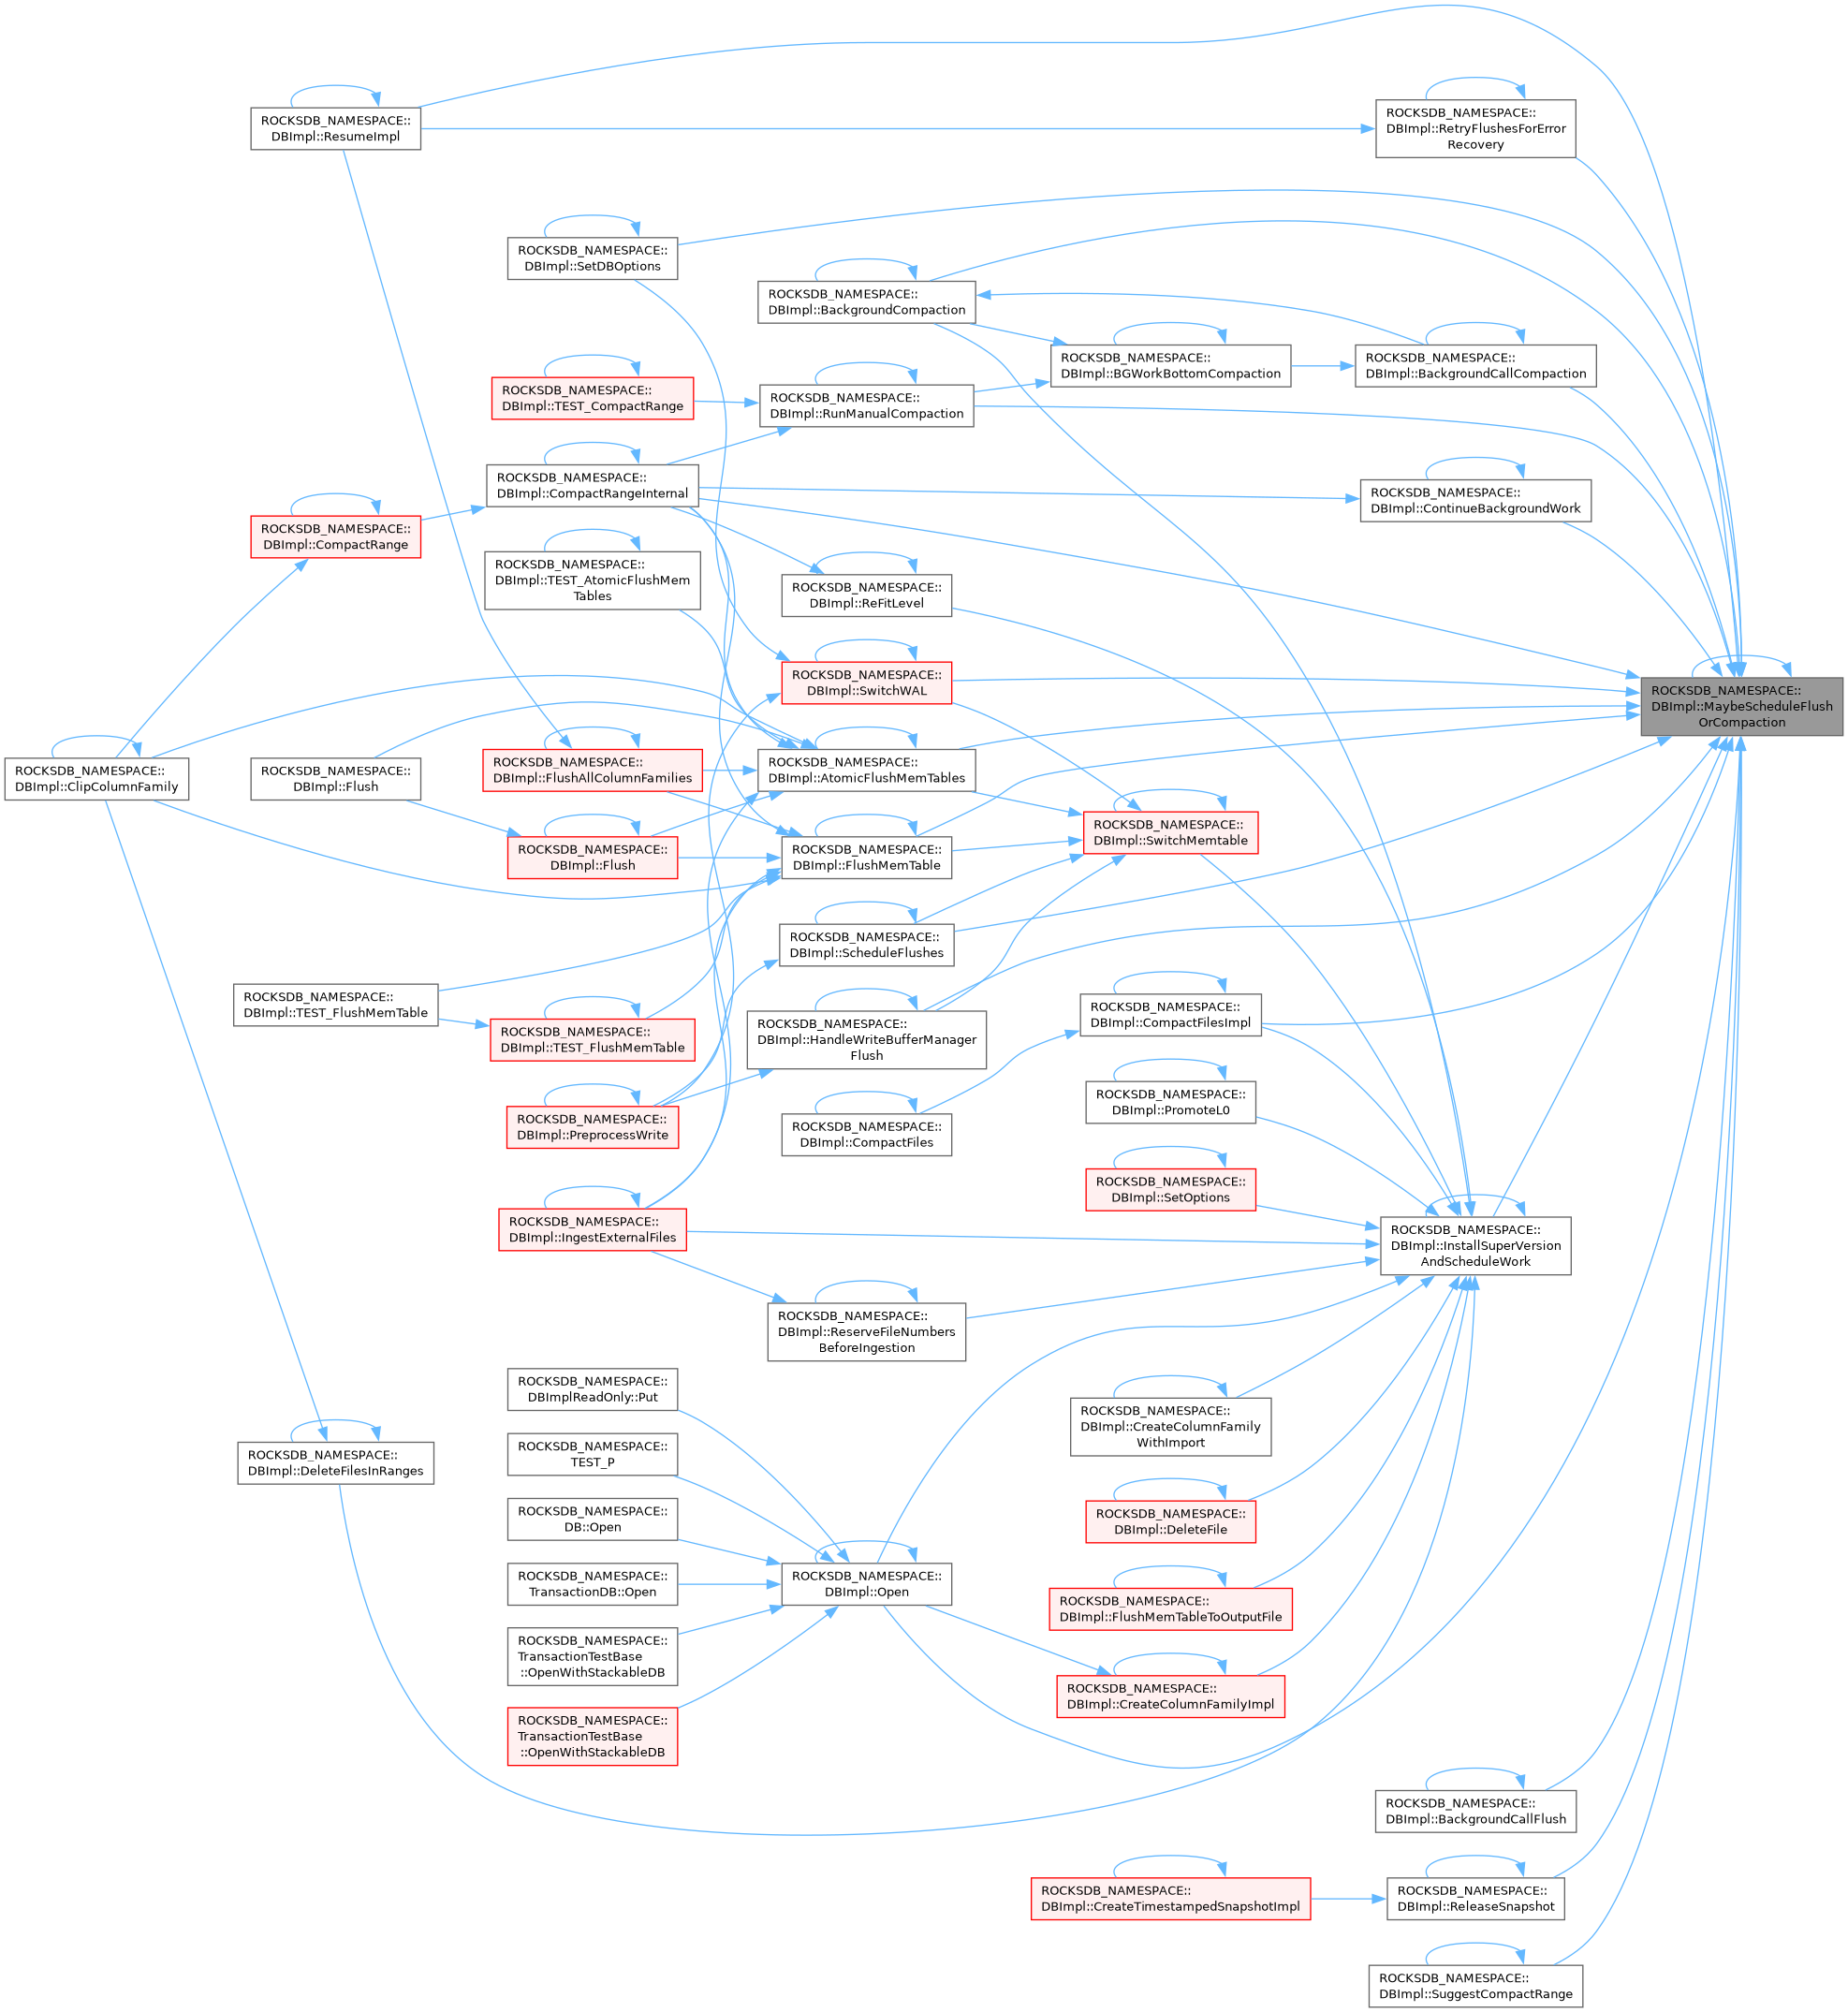 ROCKSDB_NAMESPACE::
DBImpl::ResumeImpl
ROCKSDB_NAMESPACE::
DBImpl::RetryFlushesForError
Recovery
ROCKSDB_NAMESPACE::
DBImpl::SetDBOptions
ROCKSDB_NAMESPACE::
DBImpl::BackgroundCompaction
ROCKSDB_NAMESPACE::
DBImpl::BGWorkBottomCompaction
ROCKSDB_NAMESPACE::
DBImpl::BackgroundCallCompaction
ROCKSDB_NAMESPACE::
DBImpl::TEST_CompactRange
ROCKSDB_NAMESPACE::
DBImpl::RunManualCompaction
ROCKSDB_NAMESPACE::
DBImpl::CompactRangeInternal
ROCKSDB_NAMESPACE::
DBImpl::ContinueBackgroundWork
ROCKSDB_NAMESPACE::
DBImpl::CompactRange
ROCKSDB_NAMESPACE::
DBImpl::TEST_AtomicFlushMem
Tables
ROCKSDB_NAMESPACE::
DBImpl::ReFitLevel
ROCKSDB_NAMESPACE::
DBImpl::SwitchWAL
ROCKSDB_NAMESPACE::
DBImpl::MaybeScheduleFlush
OrCompaction
ROCKSDB_NAMESPACE::
DBImpl::ClipColumnFamily
ROCKSDB_NAMESPACE::
DBImpl::Flush
ROCKSDB_NAMESPACE::
DBImpl::FlushAllColumnFamilies
ROCKSDB_NAMESPACE::
DBImpl::AtomicFlushMemTables
ROCKSDB_NAMESPACE::
DBImpl::SwitchMemtable
ROCKSDB_NAMESPACE::
DBImpl::Flush
ROCKSDB_NAMESPACE::
DBImpl::FlushMemTable
ROCKSDB_NAMESPACE::
DBImpl::ScheduleFlushes
ROCKSDB_NAMESPACE::
DBImpl::TEST_FlushMemTable
ROCKSDB_NAMESPACE::
DBImpl::TEST_FlushMemTable
ROCKSDB_NAMESPACE::
DBImpl::HandleWriteBufferManager
Flush
ROCKSDB_NAMESPACE::
DBImpl::CompactFilesImpl
ROCKSDB_NAMESPACE::
DBImpl::PreprocessWrite
ROCKSDB_NAMESPACE::
DBImpl::CompactFiles
ROCKSDB_NAMESPACE::
DBImpl::PromoteL0
ROCKSDB_NAMESPACE::
DBImpl::SetOptions
ROCKSDB_NAMESPACE::
DBImpl::IngestExternalFiles
ROCKSDB_NAMESPACE::
DBImpl::InstallSuperVersion
AndScheduleWork
ROCKSDB_NAMESPACE::
DBImpl::ReserveFileNumbers
BeforeIngestion
ROCKSDB_NAMESPACE::
DBImplReadOnly::Put
ROCKSDB_NAMESPACE::
DBImpl::CreateColumnFamily
WithImport
ROCKSDB_NAMESPACE::
DBImpl::DeleteFilesInRanges
ROCKSDB_NAMESPACE::
TEST_P
ROCKSDB_NAMESPACE::
DB::Open
ROCKSDB_NAMESPACE::
DBImpl::DeleteFile
ROCKSDB_NAMESPACE::
TransactionDB::Open
ROCKSDB_NAMESPACE::
DBImpl::Open
ROCKSDB_NAMESPACE::
DBImpl::FlushMemTableToOutputFile
ROCKSDB_NAMESPACE::
TransactionTestBase
::OpenWithStackableDB
ROCKSDB_NAMESPACE::
DBImpl::CreateColumnFamilyImpl
ROCKSDB_NAMESPACE::
TransactionTestBase
::OpenWithStackableDB
ROCKSDB_NAMESPACE::
DBImpl::BackgroundCallFlush
ROCKSDB_NAMESPACE::
DBImpl::CreateTimestampedSnapshotImpl
ROCKSDB_NAMESPACE::
DBImpl::ReleaseSnapshot
ROCKSDB_NAMESPACE::
DBImpl::SuggestCompactRange